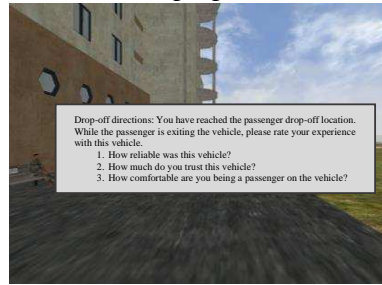 Drop-off directions: You have reached the passenger drop-off location.
While the passenger is exiting the vehicle, please rate your experience
with this vehicle.
1. How reliable was this vehicle?
2. How much do you trust this vehicle?
3. How comfortable are you being a passenger on the vehicle?